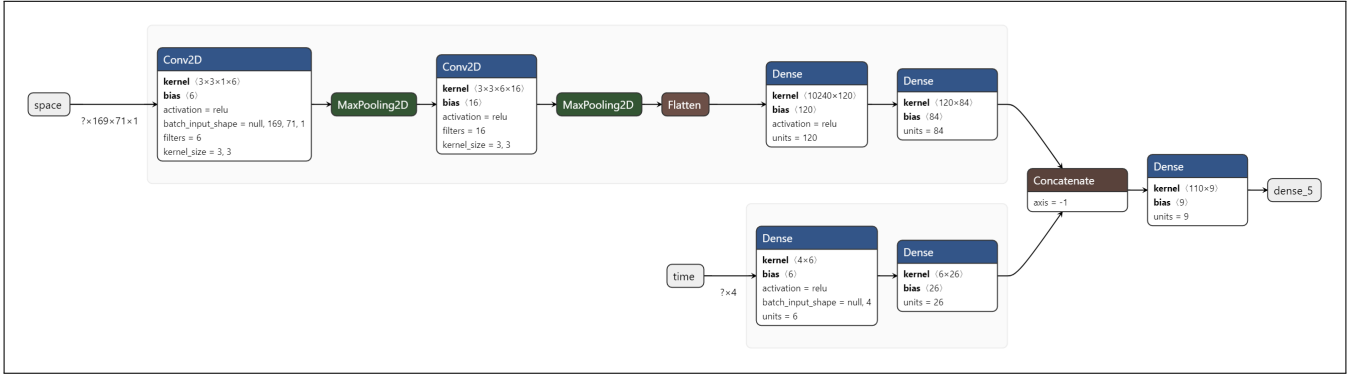 space
?×169×71×1
Conv2D
kernel ⟨3×3×1×6⟩
bias ⟨6⟩
activation = relu
batch_input_shape = null, 169, 71, 1
filters = 6
kernel_size = 3, 3
MaxPooling2D
Conv2D
kernel ⟨3×3×6×16⟩
bias ⟨16⟩
activation = relu
filters = 16
kernel_size = 3, 3
MaxPooling2D
Flatten
Dense
kernel ⟨10240×120⟩
bias ⟨120⟩
activation = relu
units = 120
Dense
kernel ⟨120×84⟩
bias ⟨84⟩
units = 84
time
?×4
Dense
kernel ⟨4×6⟩
bias ⟨6⟩
activation = relu
batch_input_shape = null, 4
units = 6
Dense
kernel ⟨6×26⟩
bias ⟨26⟩
units = 26
Concatenate
axis = -1
Dense
kernel ⟨110×9⟩
bias ⟨9⟩
units = 9
dense_5